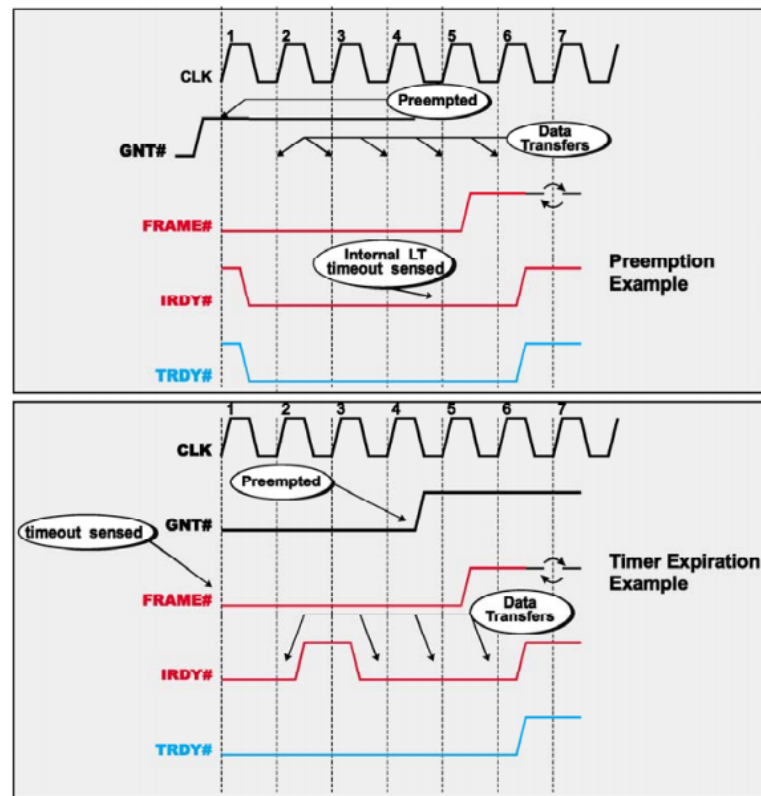 1 2 3 4 5 6 7
CLK
Preempted
GNT#
Data
Transfers
FRAME#
Internal LT
timeout sensed
IRDY#
Preemption
Example
TRDY#
1 2 3 4 5 6 7
CLK
Preempted
GNT#
timeout sensed
FRAME#
Timer Expiration
Example
Data
Transfers
IRDY#
TRDY#